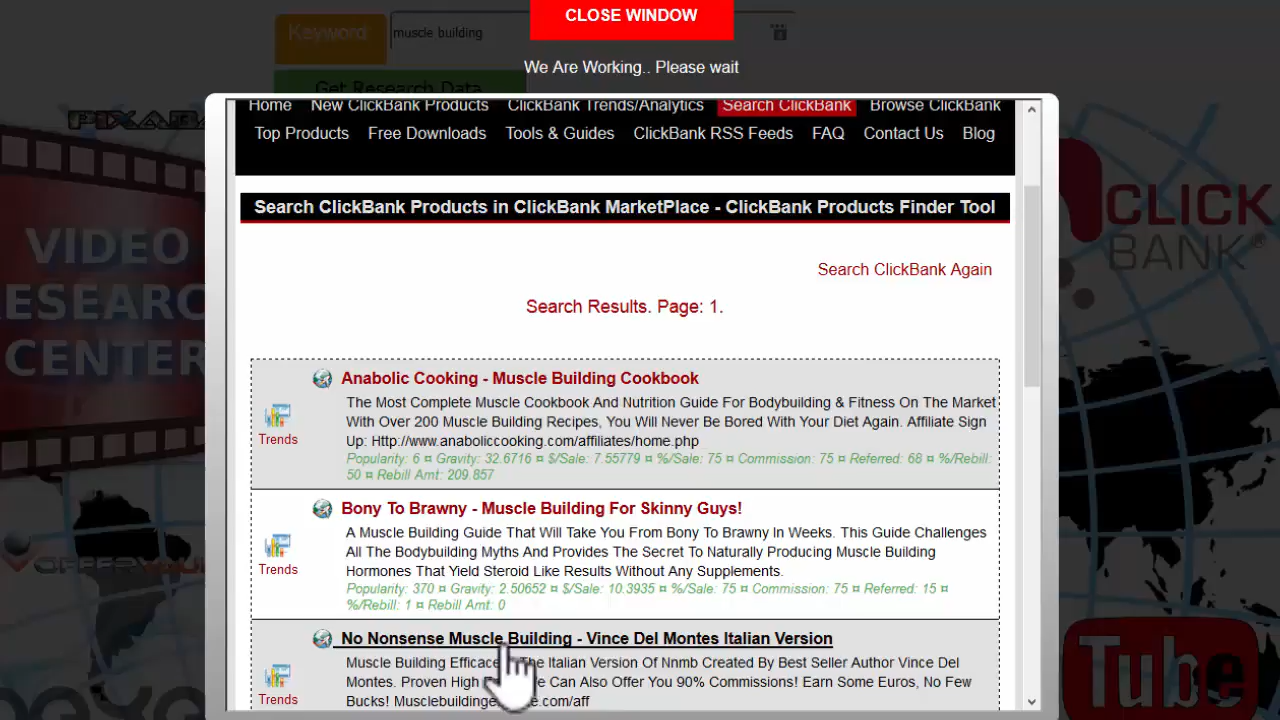 CLOSE WINDOW
Keyword
muscle building
We Are Working.. Please wait
Get Research Data
Home New ClickBank Products ClickBank Trends/Analytics Search ClickBank Browse ClickBank
Top Products Free Downloads Tools & Guides ClickBank RSS Feeds FAQ Contact Us Blog
Search ClickBank Products in ClickBank MarketPlace - ClickBank Products Finder Tool
Search ClickBank Again
Search Results. Page: 1.
Anabolic Cooking - Muscle Building Cookbook
The Most Complete Muscle Cookbook And Nutrition Guide For Bodybuilding & Fitness On The Market
With Over 200 Muscle Building Recipes, You Will Never Be Bored With Your Diet Again. Affiliate Sign
Up: Http://www.anaboliccooking.com/affiliates/home.php
Popularity: 6 ¤ Gravity: 32.6716 ¤ $/Sale: 7.55779 ¤ %/Sale: 75 ¤ Commission: 75 ¤ Referred: 68 ¤ %/Rebill:
50 ¤ Rebill Amt: 209.857
Trends
Bony To Brawny - Muscle Building For Skinny Guys!
A Muscle Building Guide That Will Take You From Bony To Brawny In Weeks. This Guide Challenges
All The Bodybuilding Myths And Provides The Secret To Naturally Producing Muscle Building
Hormones That Yield Steroid Like Results Without Any Supplements.
Popularity: 370 ¤ Gravity: 2.50652 ¤ $/Sale: 10.3935 ¤ %/Sale: 75 ¤ Commission: 75 ¤ Referred: 15 ¤
%/Rebill: 1 ¤ Rebill Amt: 0
Trends
No Nonsense Muscle Building - Vince Del Montes Italian Version
Muscle Building The Italian Version Of Nnmb Created By Best Seller Author Vince Del
Montes. Proven High Can Also Offer You 90% Commissions! Earn Some Euros, No Few
Bucks!
Trends
VIDEO
RESEARCH
CENTER
CLICK
BANK®
Tube